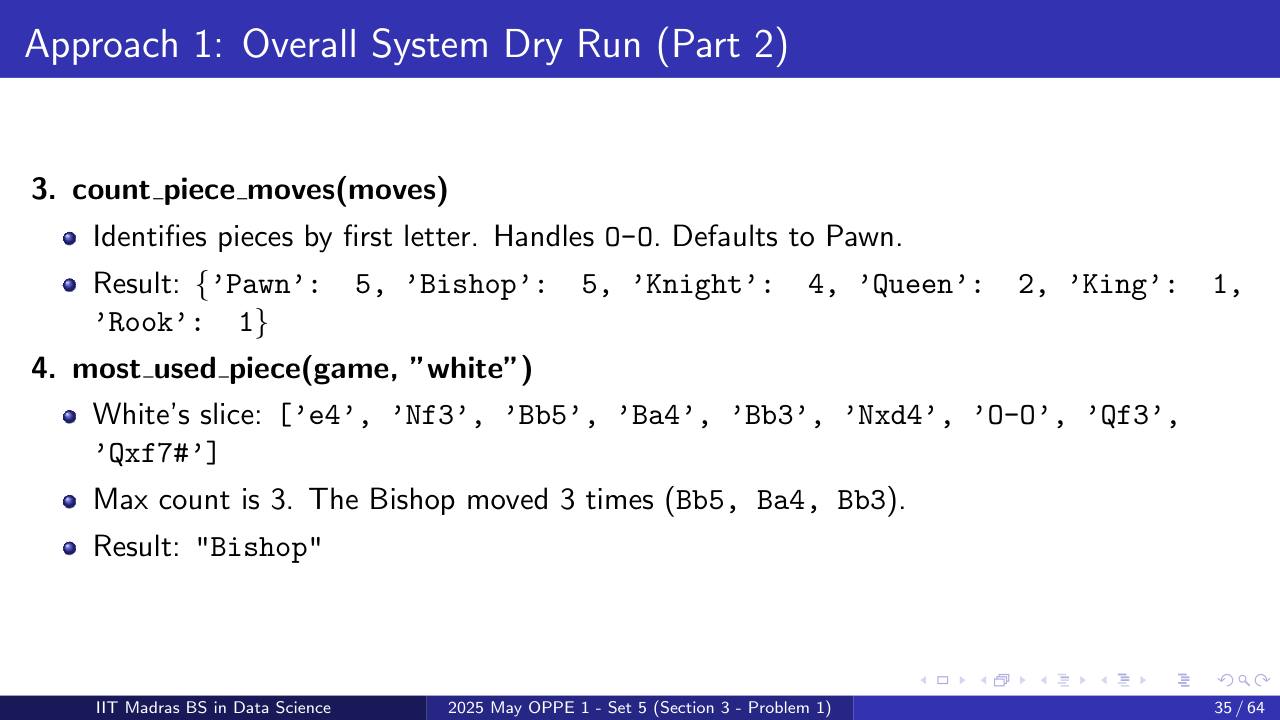 Approach 1: Overall System Dry Run (Part 2)
3. count_piece_moves(moves)
Identifies pieces by first letter. Handles O-O. Defaults to Pawn.
Result: {'Pawn': 5, 'Bishop': 5, 'Knight': 4, 'Queen': 2, 'King': 1,
'Rook': 1}
4. most_used_piece(game, ”white”)
White's slice: ['e4', 'Nf3', 'Bb5', 'Ba4', 'Bb3', 'Nxd4', 'O-O', 'Qf3',
'Qxf7#']
Max count is 3. The Bishop moved 3 times (Bb5, Ba4, Bb3).
Result: "Bishop"
IIT Madras BS in Data Science
2025 May OPPE 1 - Set 5 (Section 3 - Problem 1)
35 / 64